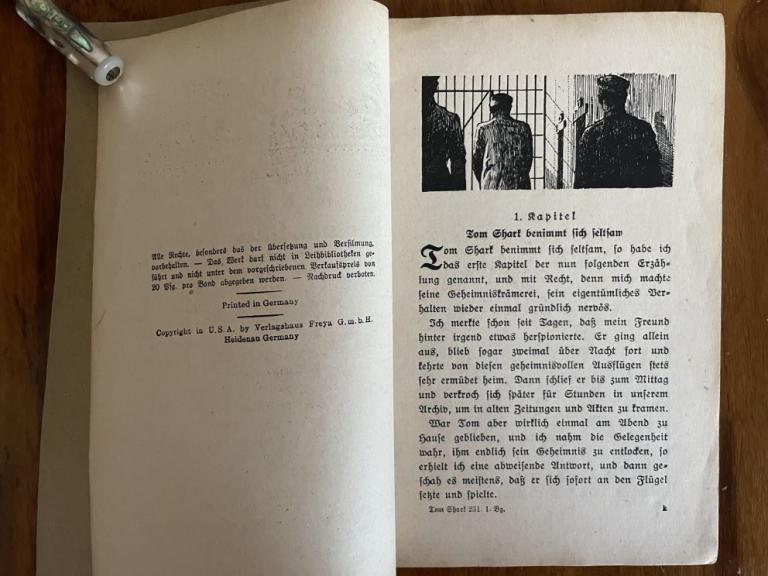 Alle Rechte, besonders das der Übersetzung und Verfilmung,
vorbehalten. — Das Werk darf nicht in Leihbibliotheken ge-
führt und nicht unter dem vorgeschriebenen Verkaufspreis von
20 Pfg. pro Band abgegeben werden. — Nachdruck verboten.
Printed in Germany
Copyright in U.S.A. by Verlagshaus Freya G.m.b.H.
Heidenau Germany
1. Kapitel
Tom Shark benimmt sich seltsam
Tom Shark benimmt sich seltsam, so habe ich
das erste Kapitel der nun folgenden Erzäh-
lung genannt, und mit Recht, denn mich machte
seine Geheimniskrämerei, sein eigentümliches Ver-
halten wieder einmal gründlich nervös.
Ich merkte schon seit Tagen, daß mein Freund
hinter irgend etwas herspionierte. Er ging allein
aus, blieb sogar zweimal über Nacht fort und
kehrte von diesen geheimnisvollen Ausflügen stets
sehr ermüdet heim. Dann schlief er bis zum Mittag
und verkroch sich später für Stunden in unserem
Archiv, um in alten Zeitungen und Akten zu kramen.
War Tom aber wirklich einmal am Abend zu
Hause geblieben, und ich nahm die Gelegenheit
wahr, ihm endlich sein Geheimnis zu entlocken, so
erhielt ich eine abweisende Antwort, und dann ge-
schah es meistens, daß er sich sofort an den Flügel
setzte und spielte.
Tom Shark 231. 1. Bg.